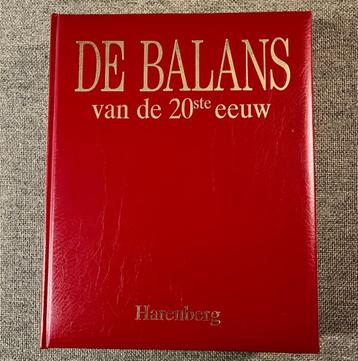 DE BALANS
van de 20ste eeuw
Harenberg